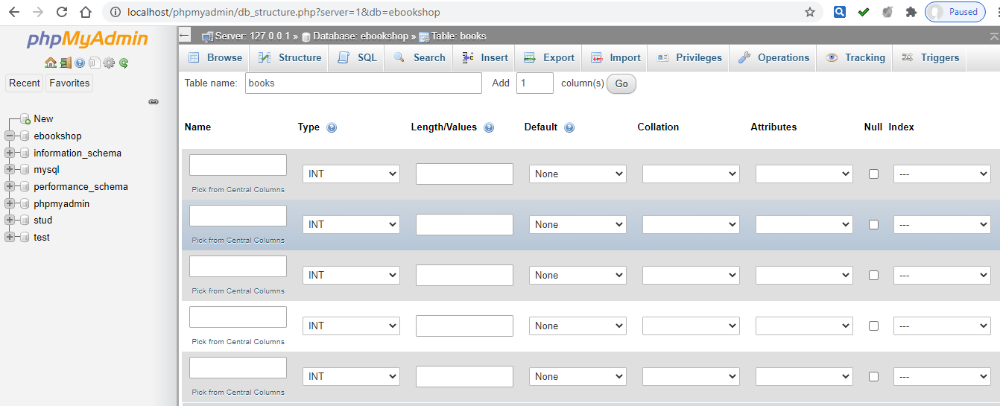 localhost/phpmyadmin/db_structure.php?server=1&db=ebookshop
Paused
phpMyAdmin
Recent Favorites
New
ebookshop
information_schema
mysql
performance_schema
phpmyadmin
stud
test
Server: 127.0.0.1 » Database: ebookshop » Table: books
Browse Structure SQL Search Insert Export Import Privileges Operations Tracking Triggers
Table name: books Add 1 column(s) Go
Name Type Length/Values Default Collation Attributes Null Index
INT None ---
Pick from Central Columns
INT None ---
Pick from Central Columns
INT None ---
Pick from Central Columns
INT None ---
Pick from Central Columns
INT None ---
Pick from Central Columns